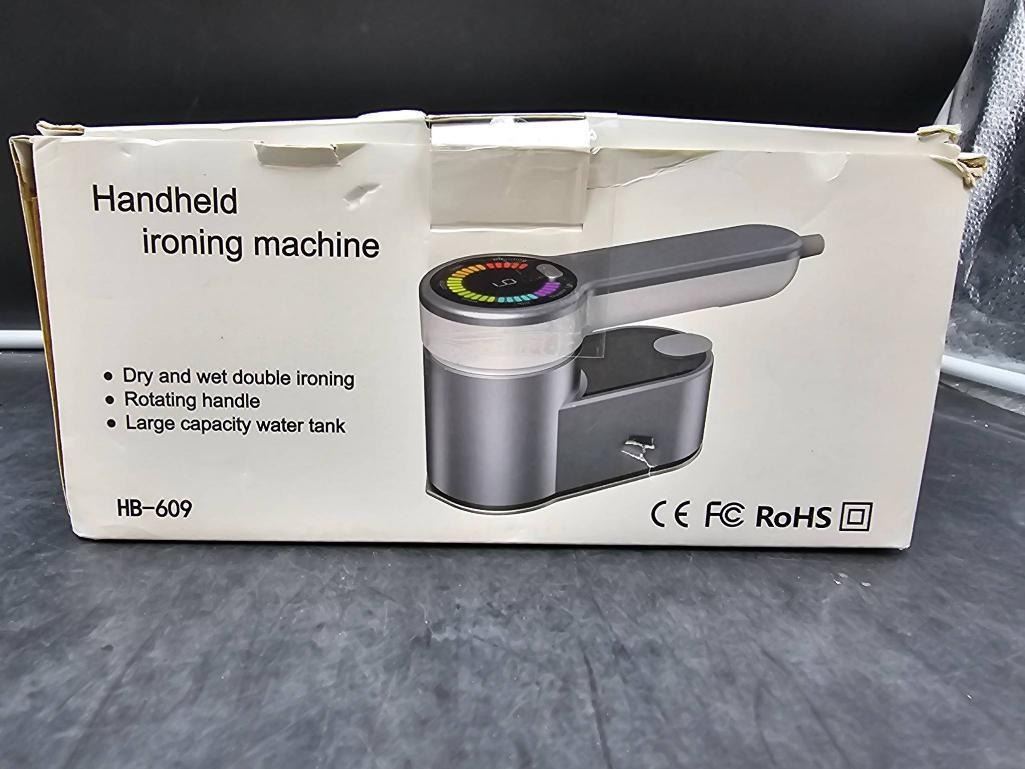 Handheld
ironing machine
● Dry and wet double ironing
● Rotating handle
● Large capacity water tank
HB-609
CE FC RoHS